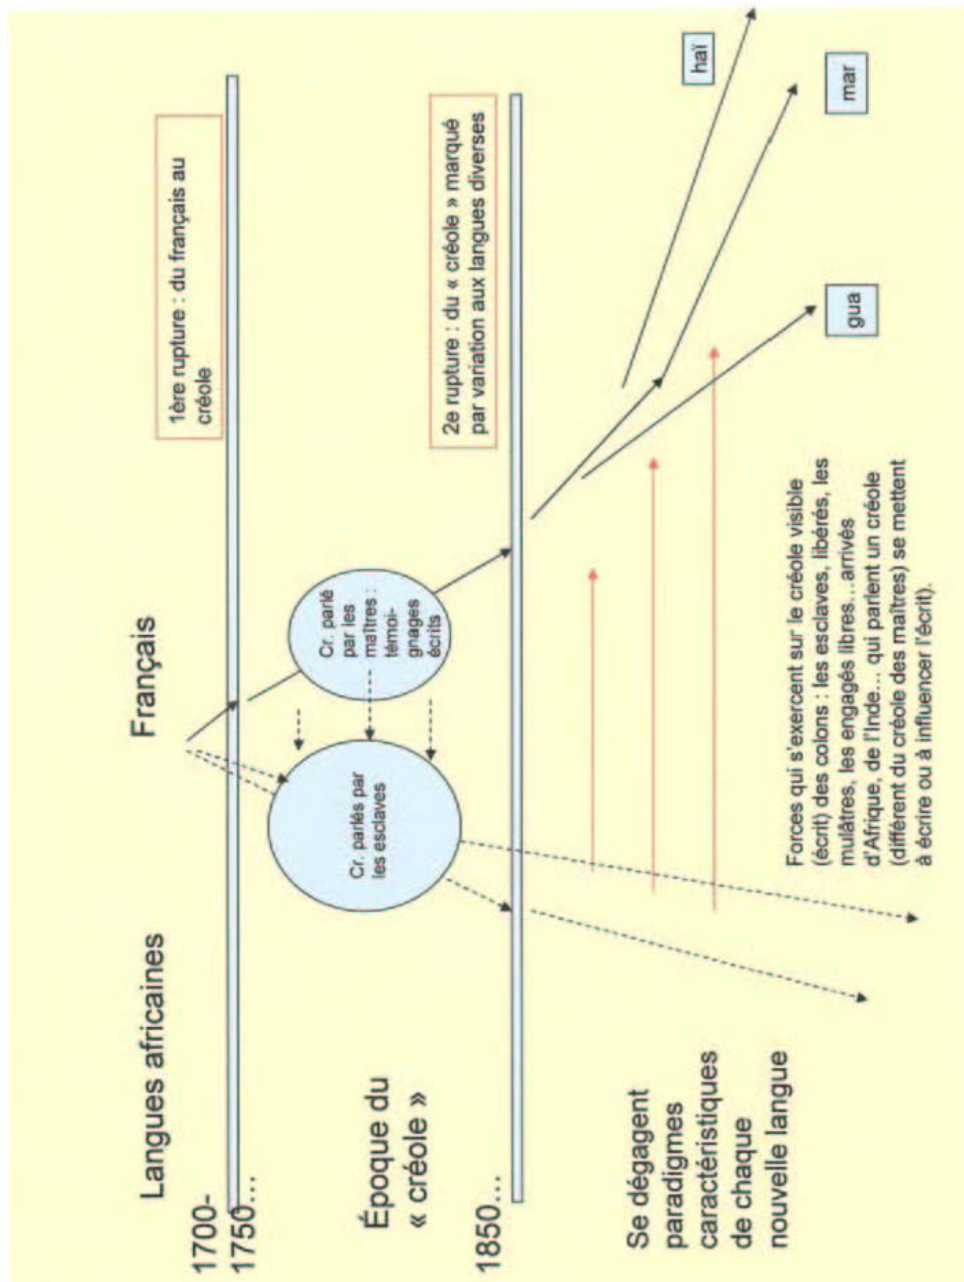 Langues africaines
Français
1700-
1750…
1ère rupture : du français au
créole
Époque du
« créole »
Cr. parlés par
les esclaves
Cr. parlé
par les
maîtres :
témoi-
gnages
écrits
1850…
2e rupture : du « créole » marqué
par variation aux langues diverses
Se dégagent
paradigmes
caractéristiques
de chaque
nouvelle langue
Forces qui s'exercent sur le créole visible
(écrit) des colons : les esclaves, libérés, les
mulâtres, les engagés libres…arrivés
d'Afrique, de l'Inde… qui parlent un créole
(différent du créole des maîtres) se mettent
à écrire ou à influencer l'écrit).
gua
mar
haï